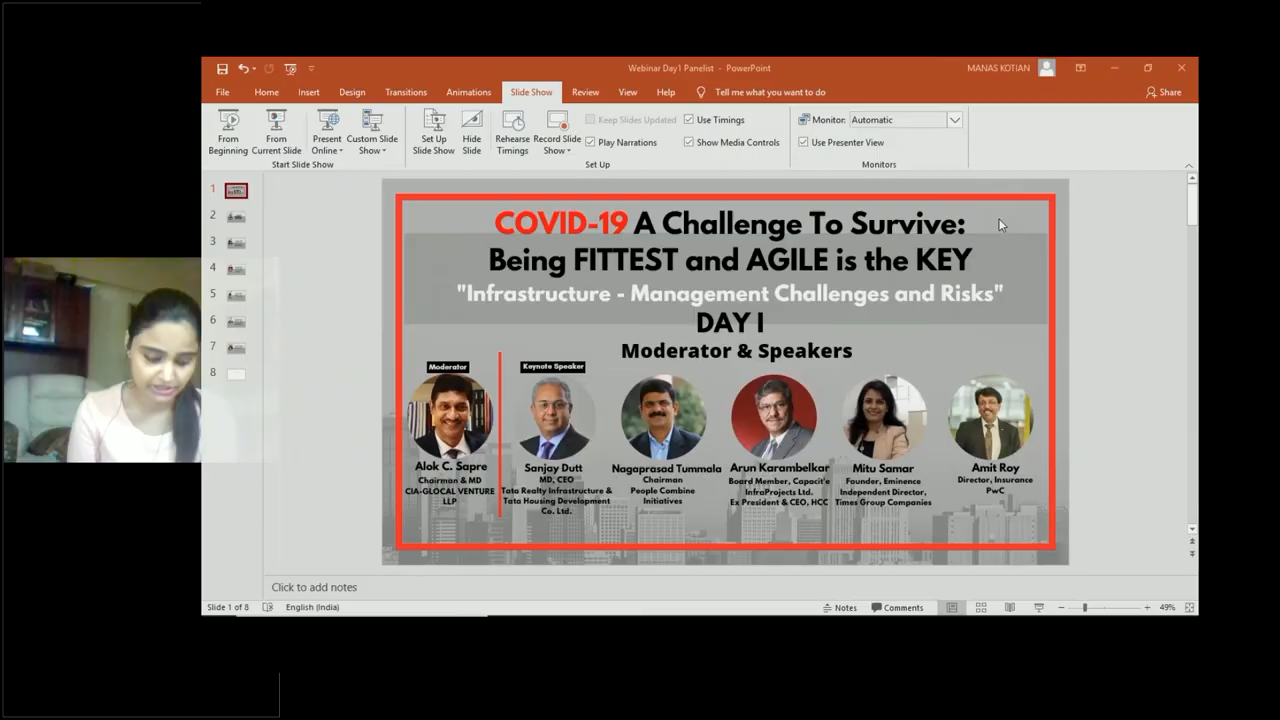 Webinar Day1 Panelist - PowerPoint
MANAS KOTIAN
File Home Insert Design Transitions Animations Slide Show Review View Help Tell me what you want to do Share
From Beginning
From Current Slide
Present Online
Custom Slide Show
Start Slide Show
Set Up Slide Show
Hide Slide
Rehearse Timings
Record Slide Show
Keep Slides Updated
Play Narrations
Use Timings
Show Media Controls
Set Up
Monitor: Automatic
Use Presenter View
Monitors
1
2
3
4
5
6
7
8
COVID-19 A Challenge To Survive:
Being FITTEST and AGILE is the KEY
"Infrastructure - Management Challenges and Risks"
DAY I
Moderator & Speakers
Moderator
Keynote Speaker
Alok C. Sapre
Chairman & MD
CIA-GLOCAL VENTURE
LLP
Sanjay Dutt
MD, CEO
Tata Realty Infrastructure &
Tata Housing Development
Co. Ltd.
Nagaprasad Tummala
Chairman
People Combine
Initiatives
Arun Karambelkar
Board Member, Capacit'e
InfraProjects Ltd.
Ex President & CEO, HCC
Mitu Samar
Founder, Eminence
Independent Director,
Times Group Companies
Amit Roy
Director, Insurance
PwC
Click to add notes
Slide 1 of 8 English (India) Notes Comments 49%